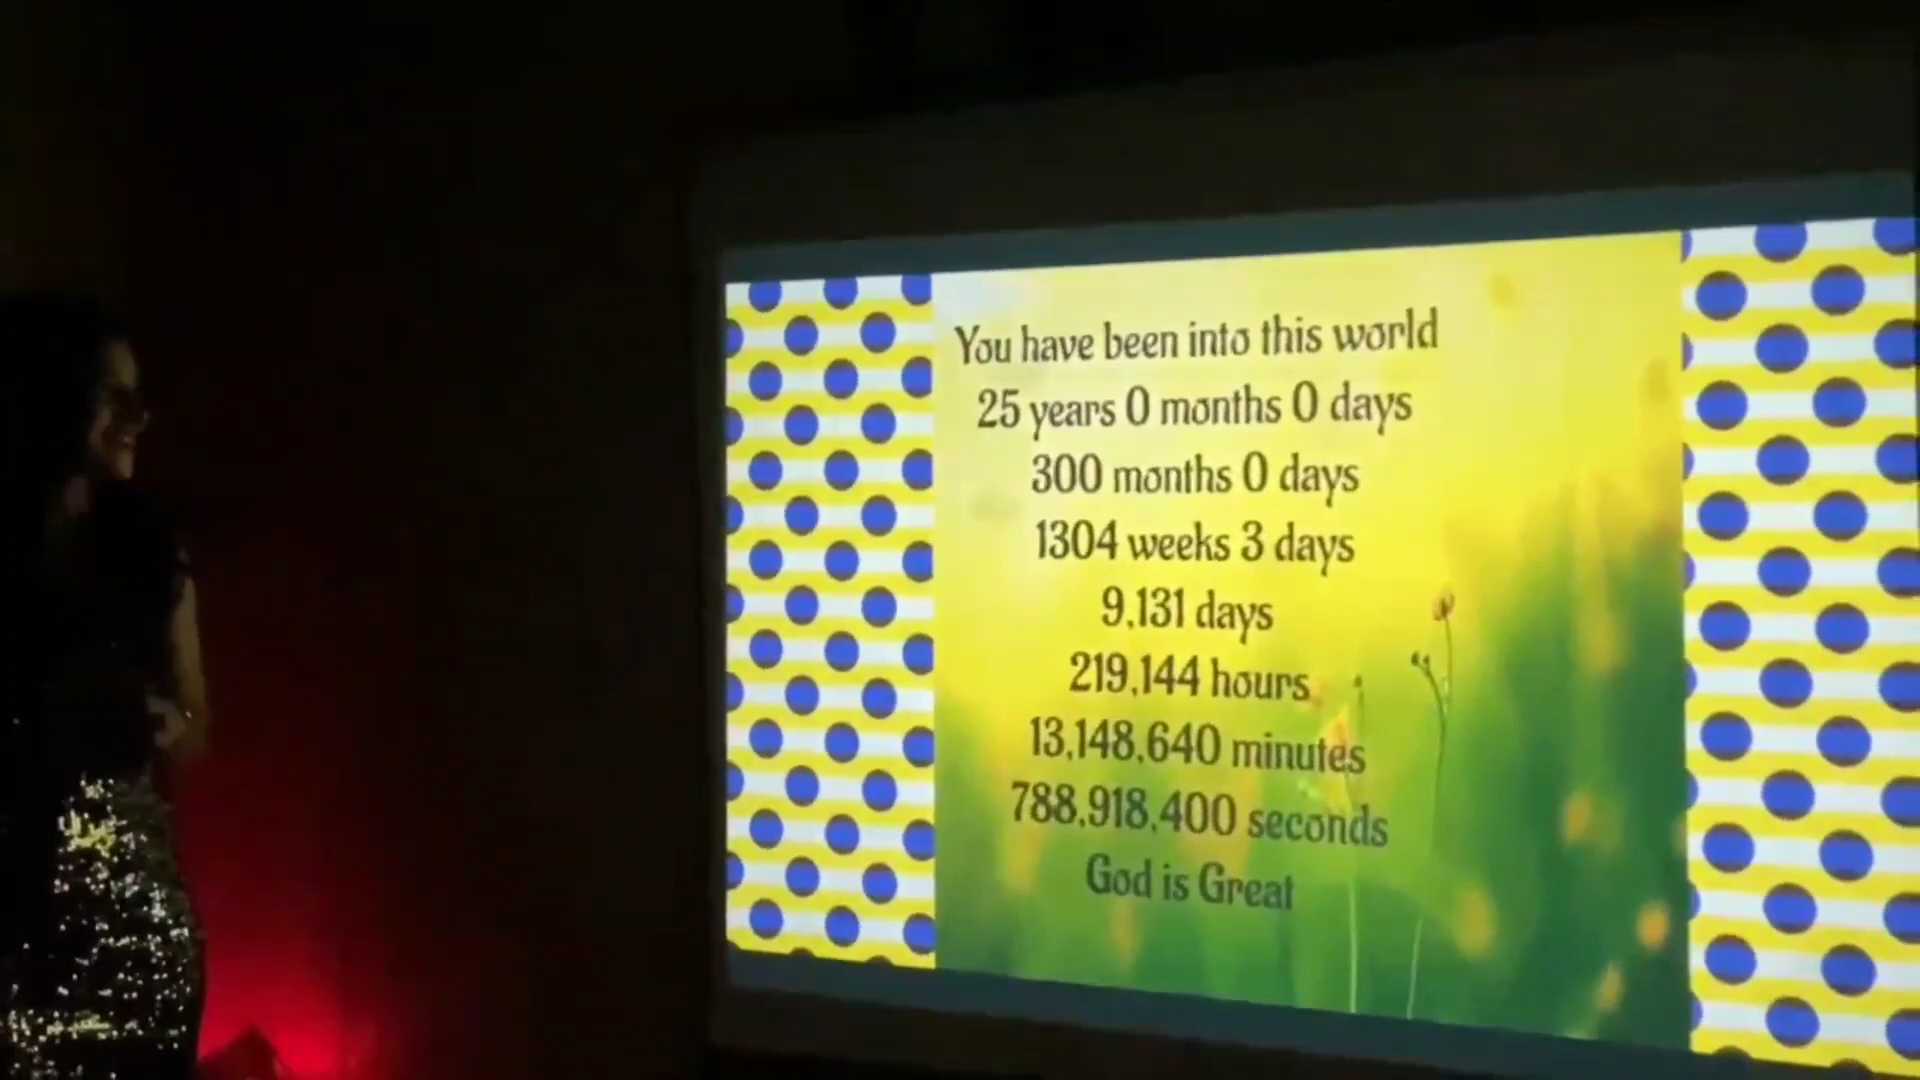 You have been into this world
25 years 0 months 0 days
300 months 0 days
1304 weeks 3 days
9,131 days
219,144 hours
13,148,640 minutes
788,918,400 seconds
God is Great